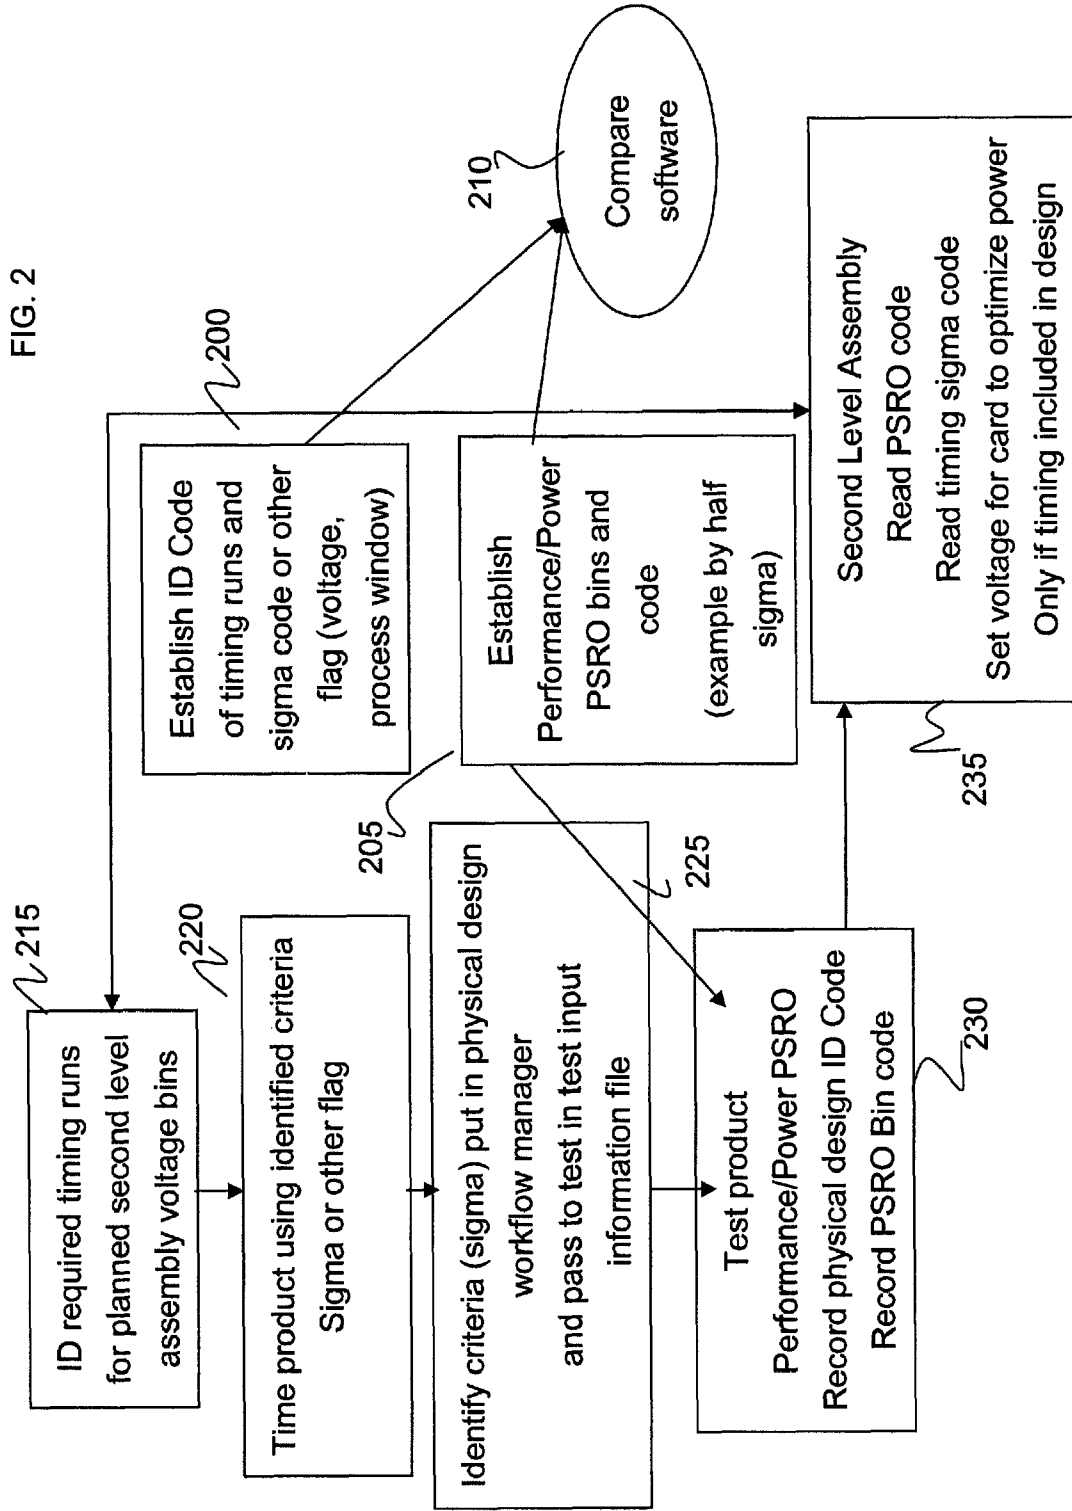 FIG. 2
215
ID required timing runs
for planned second level
assembly voltage bins
220
Time product using identified criteria
Sigma or other flag
Identify criteria (sigma) put in physical design
workflow manager
and pass to test in test input
information file
225
Test product
Performance/Power PSRO
Record physical design ID Code
Record PSRO Bin code
230
200
Establish ID Code
of timing runs and
sigma code or other
flag (voltage,
process window)
205
Establish
Performance/Power
PSRO bins and
code
(example by half
sigma)
210
Compare
software
Second Level Assembly
Read PSRO code
Read timing sigma code
Set voltage for card to optimize power
Only if timing included in design
235